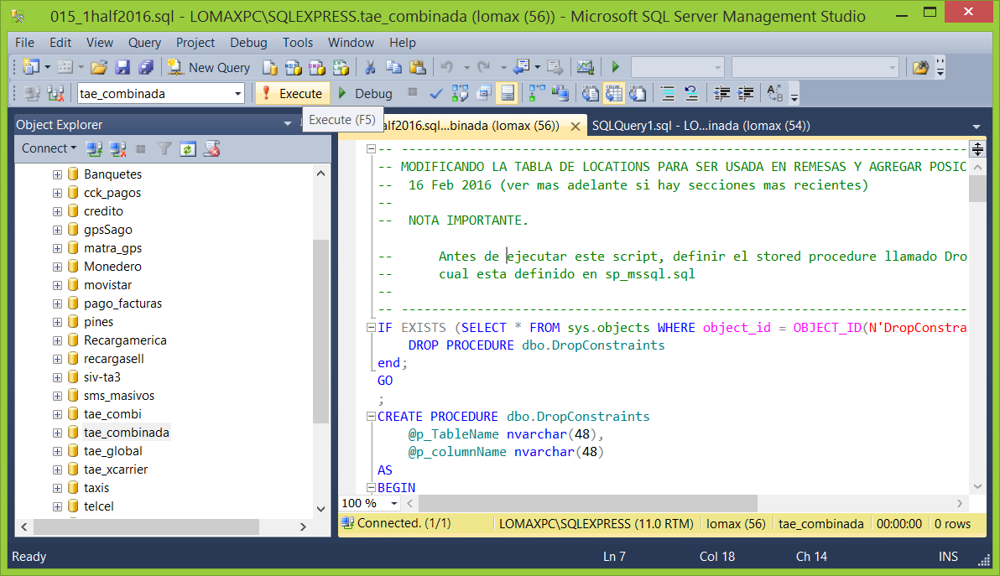 015_1half2016.sql - LOMAXPC\SQLEXPRESS.tae_combinada (lomax (56)) - Microsoft SQL Server Management Studio
File Edit View Query Project Debug Tools Window Help
New Query
tae_combinada Execute Debug
Execute (F5)
Object Explorer
alf2016.sql...binada (lomax (56)) SQLQuery1.sql - LO...inada (lomax (54))
Connect
Banquetes
cck_pagos
credito
gpsSago
matra_gps
Monedero
movistar
pago_facturas
pines
Recargamerica
recargasell
siv-ta3
sms_masivos
tae_combi
tae_combinada
tae_global
tae_xcarrier
taxis
telcel
-- --------------------------------------------------------------------------
-- MODIFICANDO LA TABLA DE LOCATIONS PARA SER USADA EN REMESAS Y AGREGAR POSIC
-- 16 Feb 2016 (ver mas adelante si hay secciones mas recientes)
--
-- NOTA IMPORTANTE.
-- Antes de ejecutar este script, definir el stored procedure llamado Dro
-- cual esta definido en sp_mssql.sql
--
-- --------------------------------------------------------------------------
IF EXISTS (SELECT * FROM sys.objects WHERE object_id = OBJECT_ID(N'DropConstra
DROP PROCEDURE dbo.DropConstraints
end;
GO
;
CREATE PROCEDURE dbo.DropConstraints
@p_TableName nvarchar(48),
@p_columnName nvarchar(48)
AS
BEGIN
100 %
Connected. (1/1) LOMAXPC\SQLEXPRESS (11.0 RTM) lomax (56) tae_combinada 00:00:00 0 rows
Ready Ln 7 Col 18 Ch 14 INS